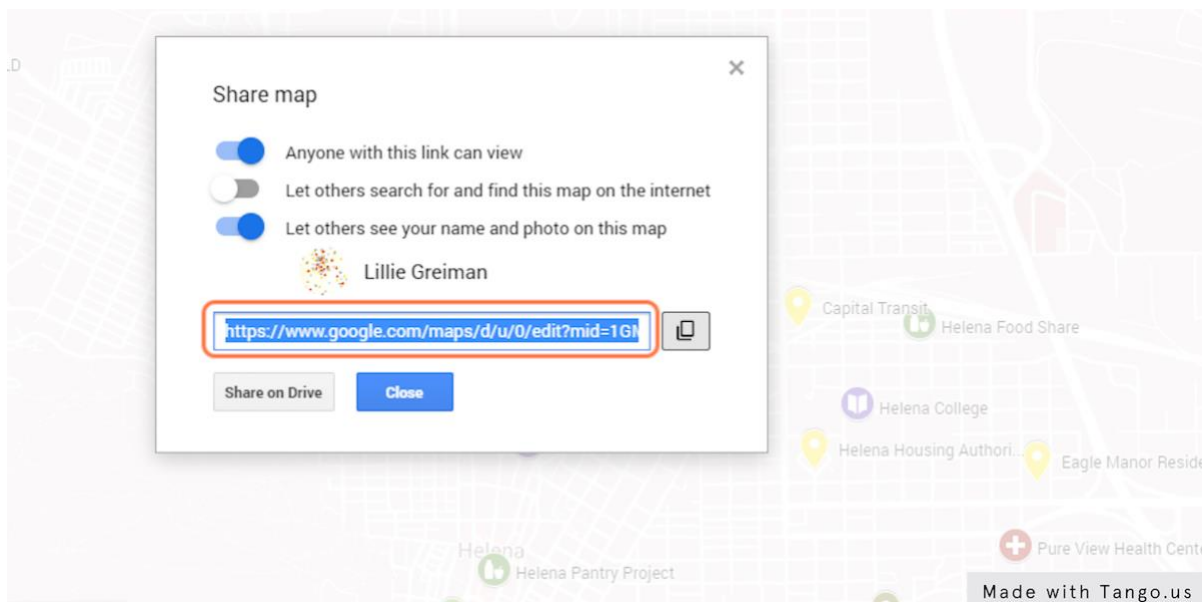 Share map
Anyone with this link can view
Let others search for and find this map on the internet
Let others see your name and photo on this map
Lillie Greiman
https://www.google.com/maps/d/u/0/edit?mid=1GM
Share on Drive
Close
Capital Transit
Helena Food Share
Helena College
Helena Housing Authori...
Eagle Manor Reside
Helena
Pure View Health Cente
Helena Pantry Project
Made with Tango.us